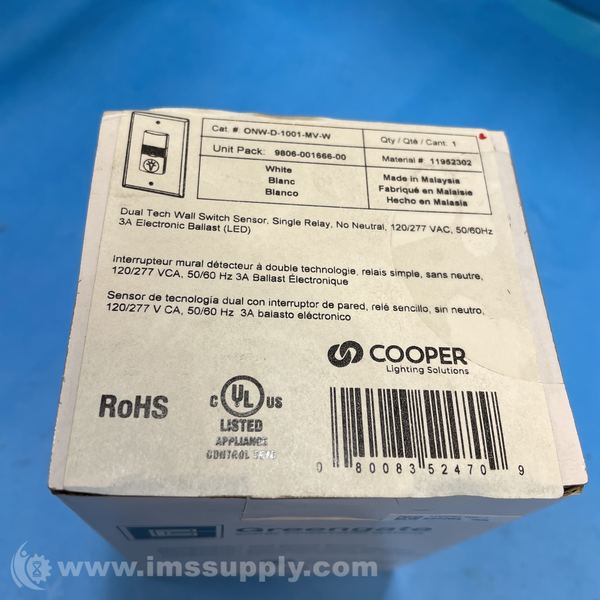 Cat. #: ONW-D-1001-MV-W
Qty / Qté / Cant. 1
Unit Pack: 9806-001666-00
Material #: 11952302
White
Blanc
Blanco
Made in Malaysia
Fabriqué en Malaisie
Hecho en Malasia
Dual Tech Wall Switch Sensor, Single Relay, No Neutral, 120/277 VAC, 50/60Hz
3A Electronic Ballast (LED)
Interrupteur mural détecteur à double technologie, relais simple, sans neutre,
120/277 VCA, 50/60 Hz 3A Ballast Électronique
Sensor de tecnología dual con interruptor de pared, relé sencillo, sin neutro,
120/277 V CA, 50/60 Hz 3A balasto eléctronico
COOPER
Lighting Solutions
RoHS
C UL US
LISTED
APPLIANCE
CONTROL
0 80083 52470 9
Greengate
www.imssupply.com